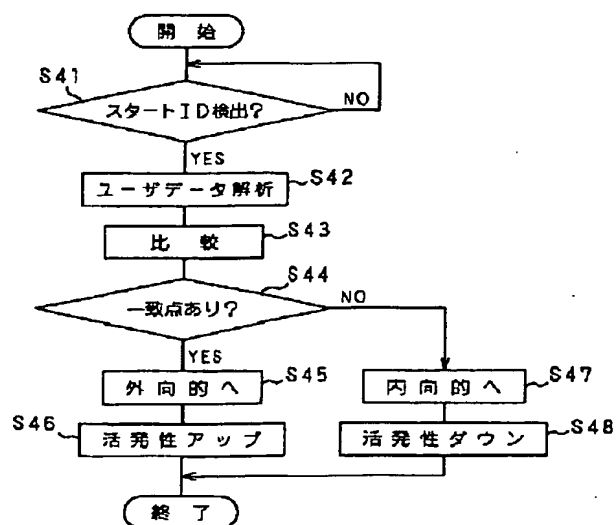 開始
S41
スタートID検出?
NO
YES
ユーザデータ解析
S42
比較
S43
S44
一致点あり?
NO
YES
外向的へ
S45
内向的へ
S47
S46
活発性アップ
活発性ダウン
S48
終了